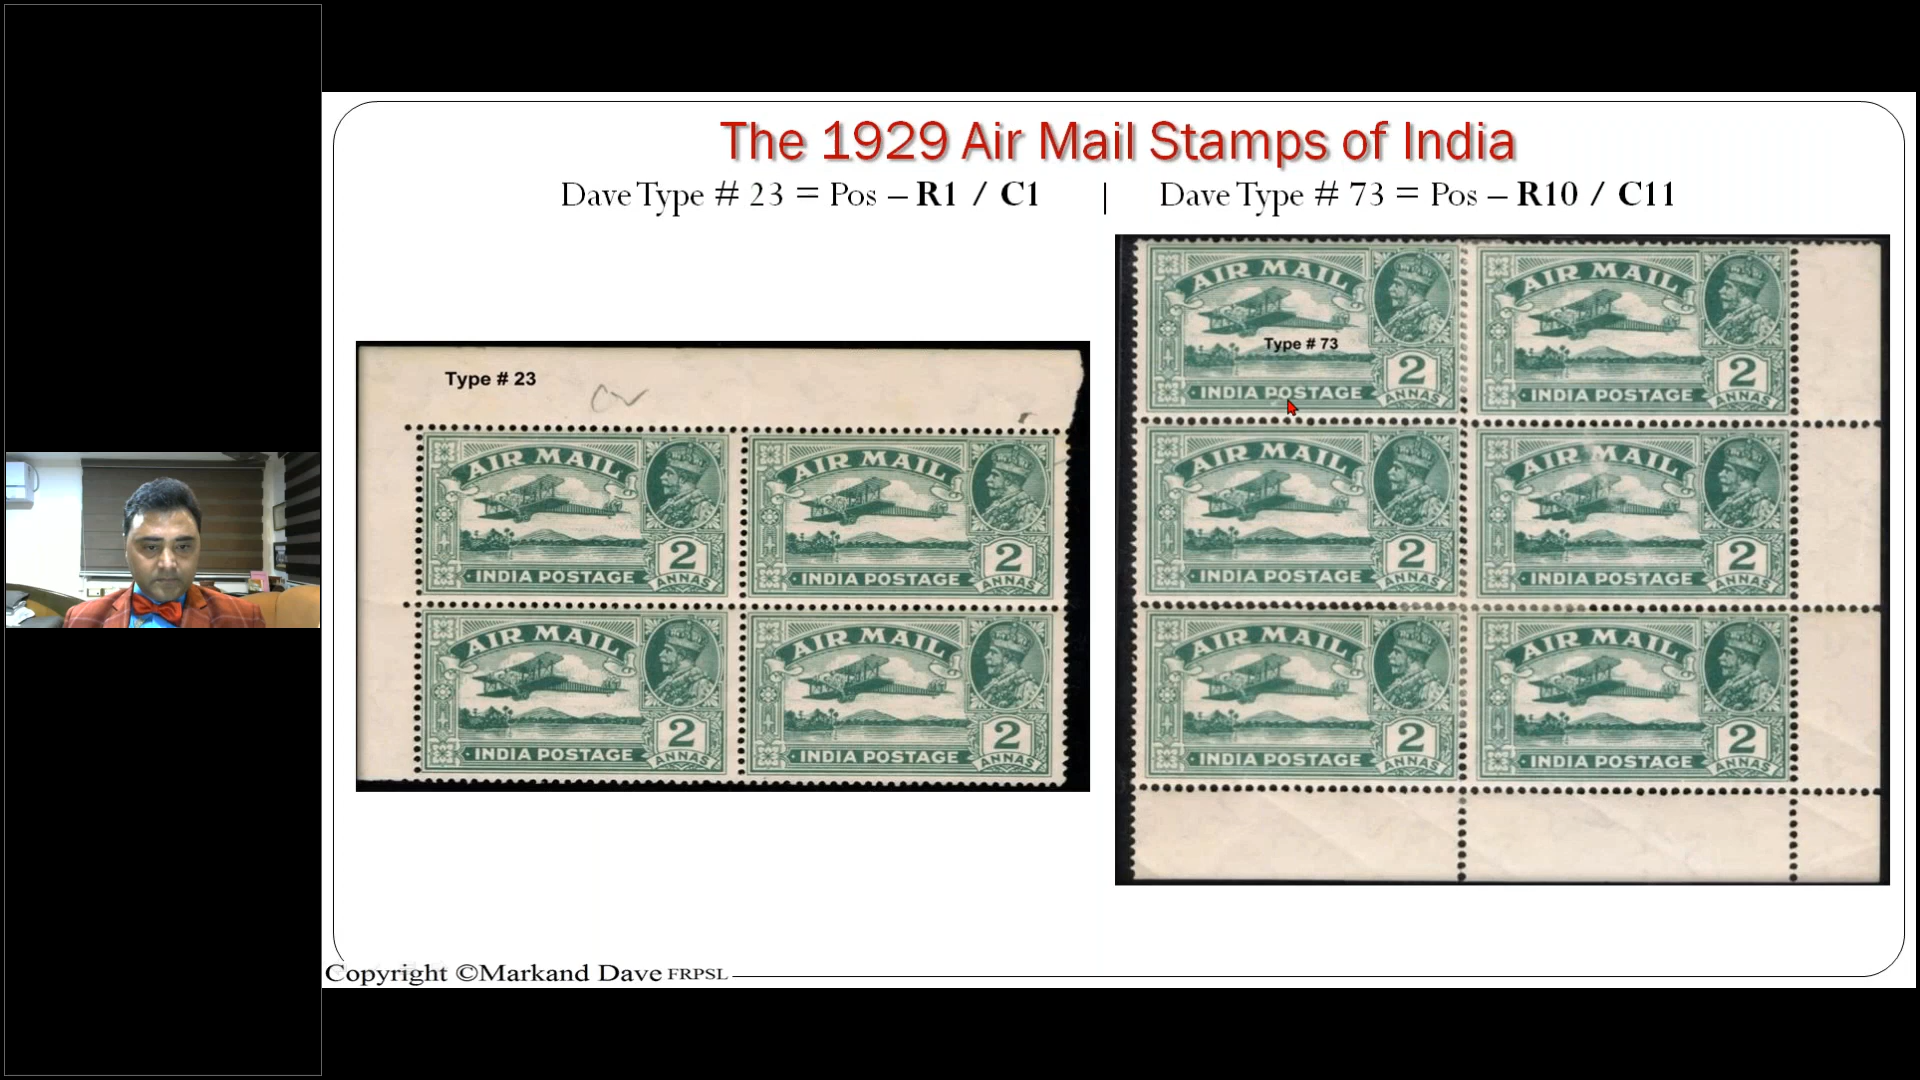 The 1929 Air Mail Stamps of India
Dave Type # 23 = Pos – R1 / C1 | Dave Type # 73 = Pos – R10 / C11
Type # 23
AIR MAIL
2
INDIA POSTAGE ANNAS
AIR MAIL
2
INDIA POSTAGE ANNAS
AIR MAIL
2
INDIA POSTAGE ANNAS
AIR MAIL
2
INDIA POSTAGE ANNAS
AIR MAIL
Type # 73
2
INDIA POSTAGE ANNAS
AIR MAIL
2
INDIA POSTAGE ANNAS
AIR MAIL
2
INDIA POSTAGE ANNAS
AIR MAIL
2
INDIA POSTAGE ANNAS
AIR MAIL
2
INDIA POSTAGE ANNAS
AIR MAIL
2
INDIA POSTAGE ANNAS
Copyright ©Markand Dave FRPSL